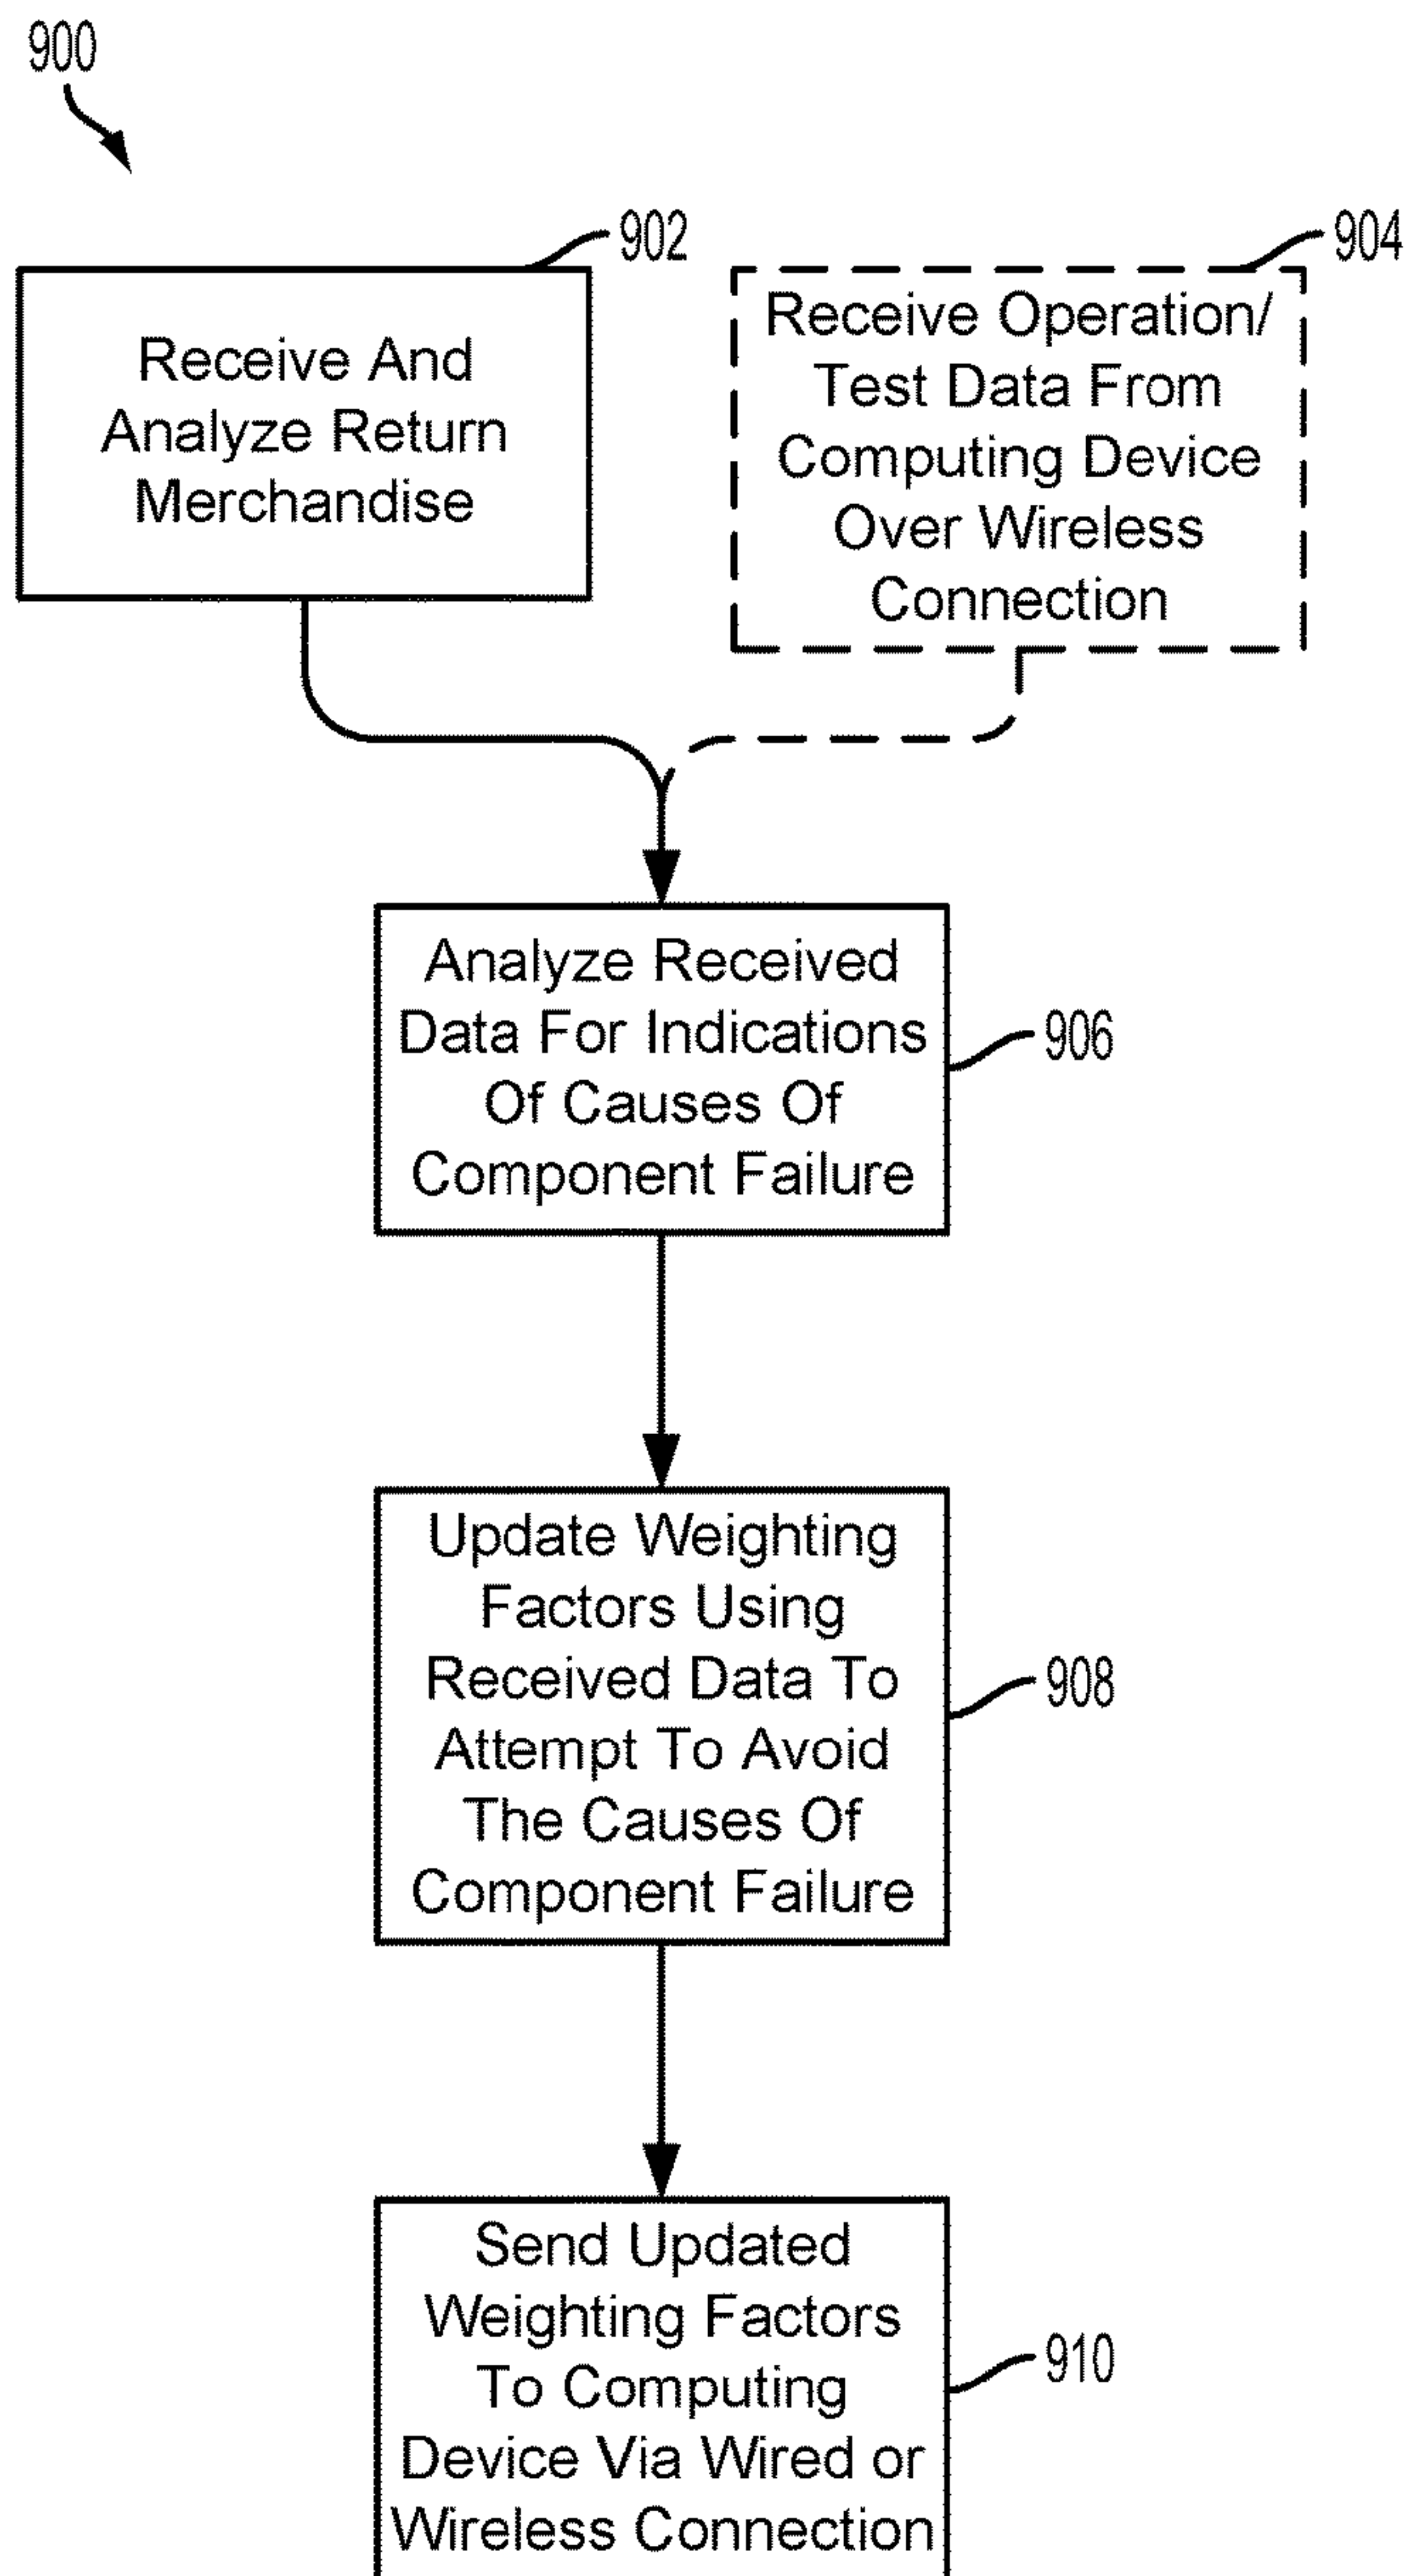 900
902
Receive And
Analyze Return
Merchandise
904
Receive Operation/
Test Data From
Computing Device
Over Wireless
Connection
Analyze Received
Data For Indications
Of Causes Of
Component Failure
906
Update Weighting
Factors Using
Received Data To
Attempt To Avoid
The Causes Of
Component Failure
908
Send Updated
Weighting Factors
To Computing
Device Via Wired or
Wireless Connection
910